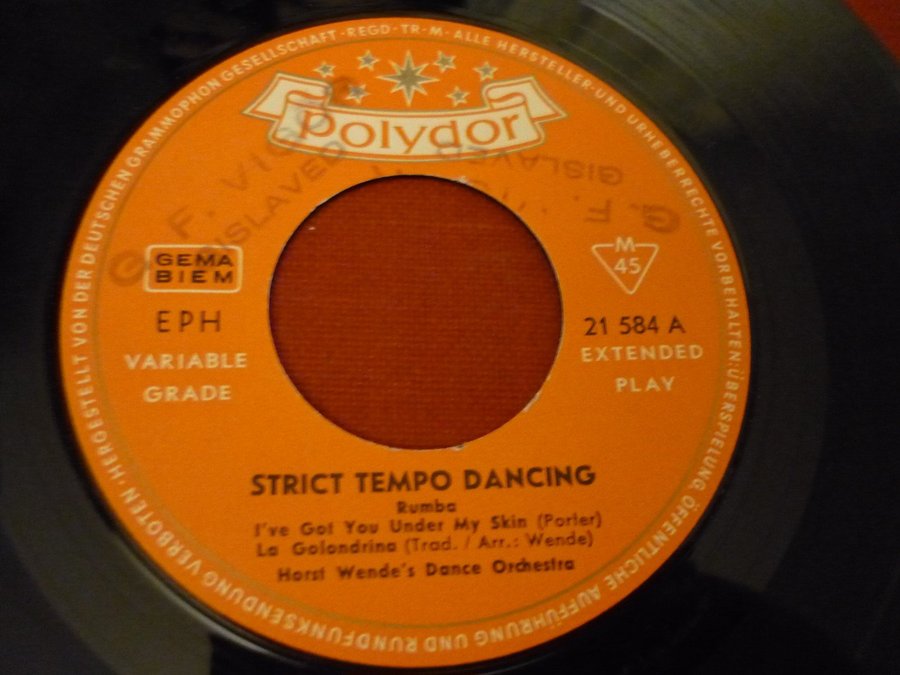 HERGESTELLT VON DER DEUTSCHEN GRAMMOPHON GESELLSCHAFT · REGD · TR · M · ALLE HERSTELLER- UND URHEBERRECHTE VORBEHALTEN: ÜBERSPIELUNG ÖFFENTLICHE AUFFÜHRUNG UND RUNDFUNKSENDUNG VERBOTEN ·
polydor
G. F.
GISLAVED
G. F.
GISLAVED
GEMA
BIEM
M
45
EPH
21 584 A
VARIABLE
GRADE
EXTENDED
PLAY
STRICT TEMPO DANCING
Rumba
I've Got You Under My Skin (Porter)
La Golondrina (Trad. / Arr.: Wende)
Horst Wende's Dance Orchestra